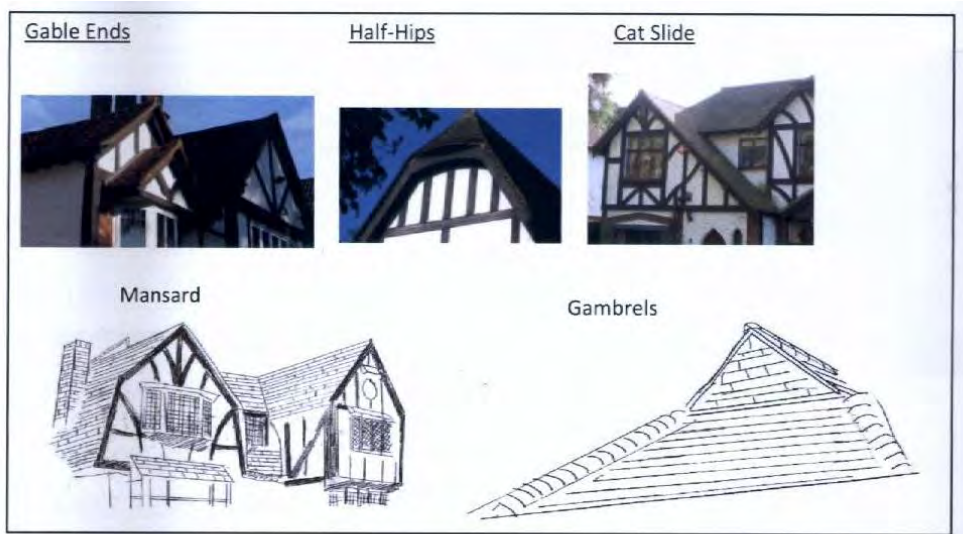 Gable Ends
Half-Hips
Cat Slide
Mansard
Gambrels